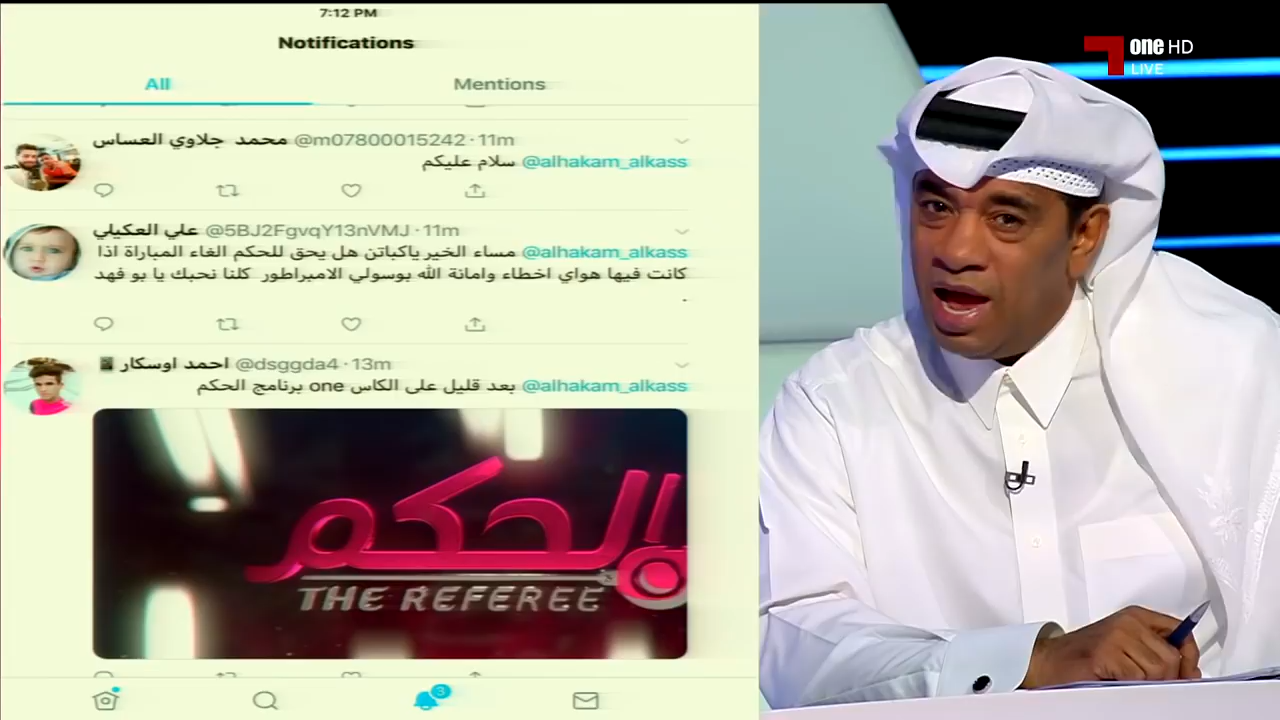 7:12 PM
Notifications
All
Mentions
محمد جلاوي العساس @m07800015242 · 11m
@alhakam_alkass سلام عليكم
علي العكيلي @5BJ2FgvqY13nVMJ · 11m
@alhakam_alkass مساء الخير ياكباتن هل يحق للحكم الغاء المباراة اذا
كانت فيها هواي اخطاء وامانة الله بوسولي الامبراطور كلنا نحبك يا بو فهد
.
احمد اوسكار @dsggda4 · 13m
@alhakam_alkass بعد قليل على الكاس one برنامج الحكم
الحكم
THE REFEREE
3
one HD
LIVE